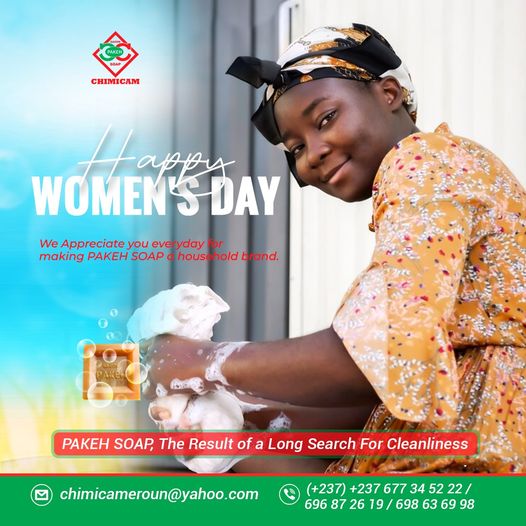 PAKEH
SOAP
CHIMICAM
Happy
WOMEN'S DAY
We Appreciate you everyday for
making PAKEH SOAP a household brand.
PAKEH
PAKEH SOAP, The Result of a Long Search For Cleanliness
chimicameroun@yahoo.com
(+237) +237 677 34 52 22 /
696 87 26 19 / 698 63 69 98